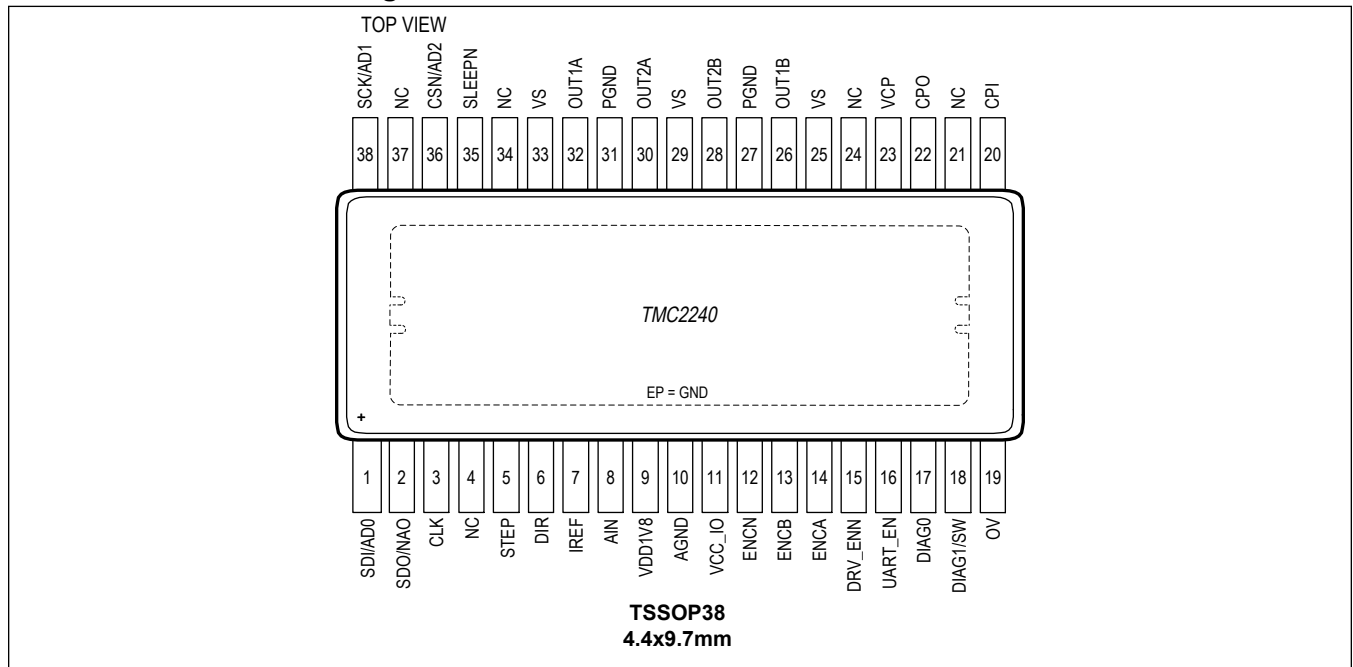 TOP VIEW
SCK/AD1
NC
CSN/AD2
SLEEPN
NC
VS
OUT1A
PGND
OUT2A
VS
OUT2B
PGND
OUT1B
VS
NC
VCP
CPO
NC
CPI
38 37 36 35 34 33 32 31 30 29 28 27 26 25 24 23 22 21 20
TMC2240
EP = GND
+
1 2 3 4 5 6 7 8 9 10 11 12 13 14 15 16 17 18 19
SDI/AD0
SDO/NAO
CLK
NC
STEP
DIR
IREF
AIN
VDD1V8
AGND
VCC_IO
ENCN
ENCB
ENCA
DRV_ENN
UART_EN
DIAG0
DIAG1/SW
OV
TSSOP38
4.4x9.7mm